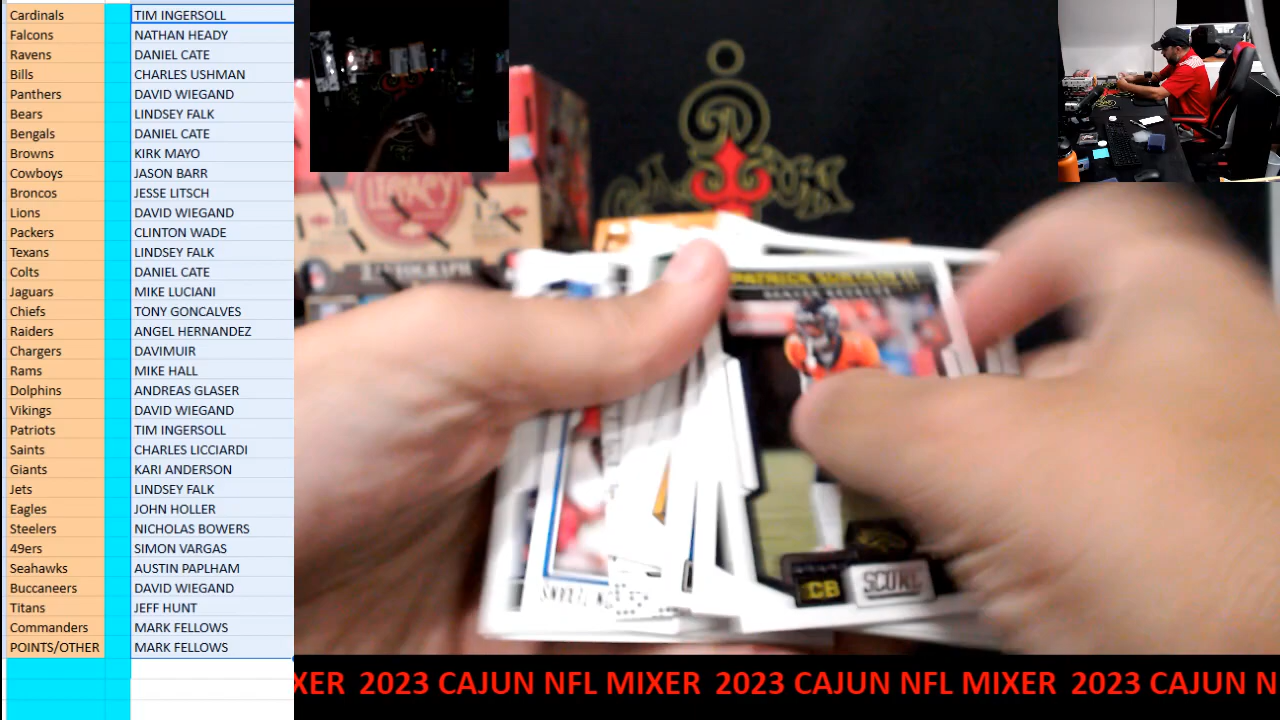 Cardinals TIM INGERSOLL
Falcons NATHAN HEADY
Ravens DANIEL CATE
Bills CHARLES USHMAN
Panthers DAVID WIEGAND
Bears LINDSEY FALK
Bengals DANIEL CATE
Browns KIRK MAYO
Cowboys JASON BARR
Broncos JESSE LITSCH
Lions DAVID WIEGAND
Packers CLINTON WADE
Texans LINDSEY FALK
Colts DANIEL CATE
Jaguars MIKE LUCIANI
Chiefs TONY GONCALVES
Raiders ANGEL HERNANDEZ
Chargers DAVIMUIR
Rams MIKE HALL
Dolphins ANDREAS GLASER
Vikings DAVID WIEGAND
Patriots TIM INGERSOLL
Saints CHARLES LICCIARDI
Giants KARI ANDERSON
Jets LINDSEY FALK
Eagles JOHN HOLLER
Steelers NICHOLAS BOWERS
49ers SIMON VARGAS
Seahawks AUSTIN PAPLHAM
Buccaneers DAVID WIEGAND
Titans JEFF HUNT
Commanders MARK FELLOWS
POINTS/OTHER MARK FELLOWS
LEGACY
PATRICK
CB SCORE
XER 2023 CAJUN NFL MIXER 2023 CAJUN NFL MIXER 2023 CAJUN N